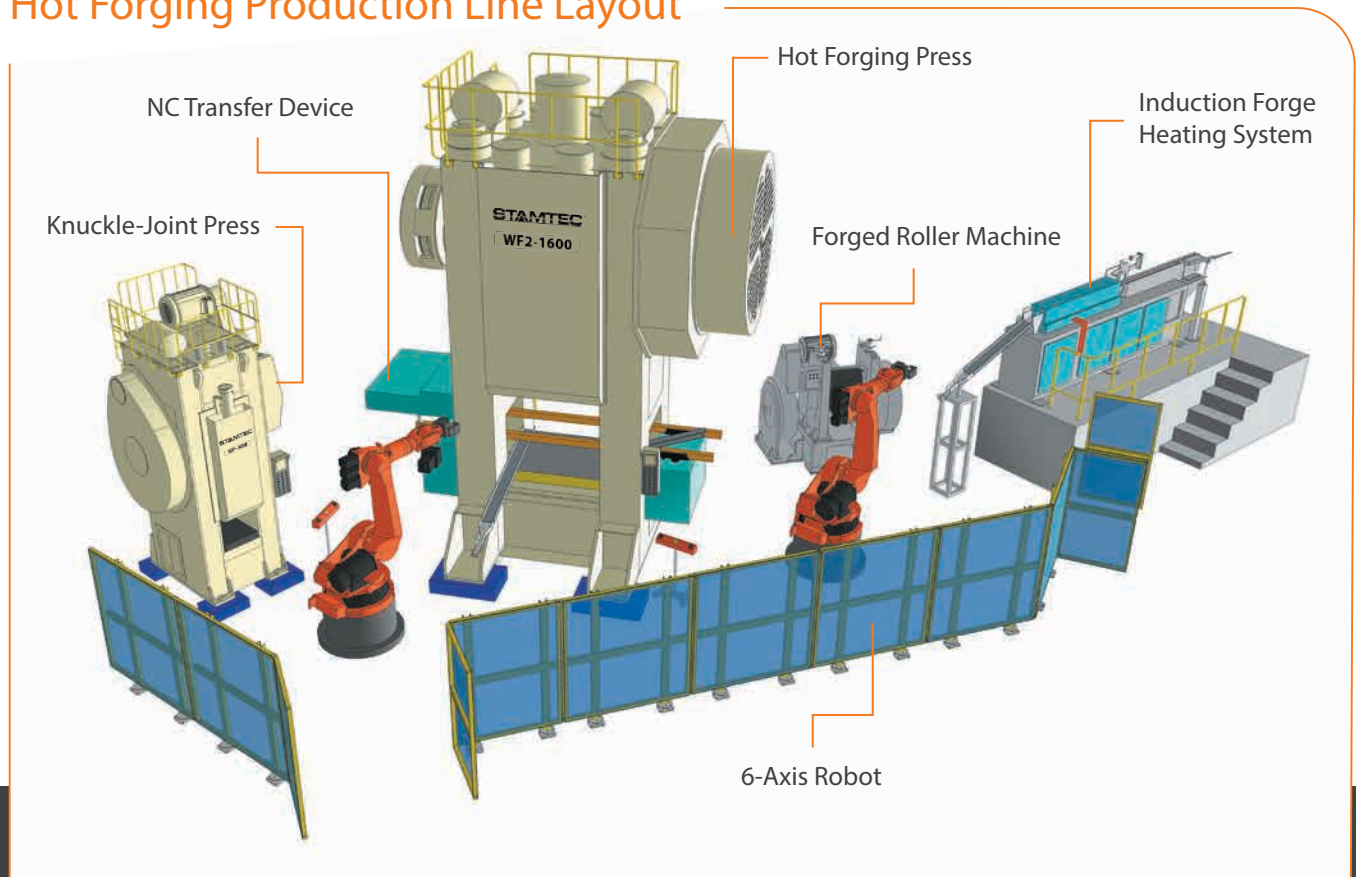 Hot Forging Production Line Layout
Hot Forging Press
NC Transfer Device
Induction Forge
Heating System
Knuckle-Joint Press
STAMTEC
WF2-1600
Forged Roller Machine
STAMTEC
6-Axis Robot